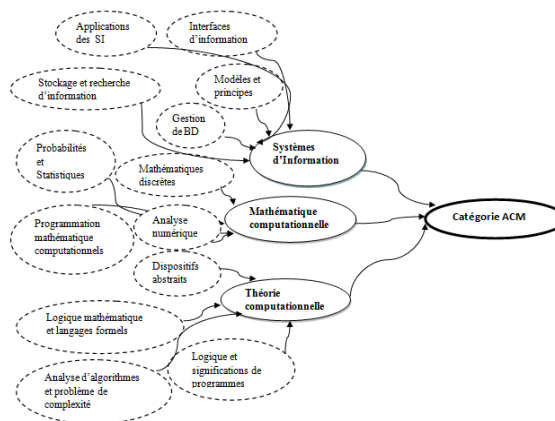 Applications des SI
Interfaces
d'information
Stockage et recherche
d'information
Modèles et
principes
Gestion
de BD
Systèmes
d'Information
Probabilités
et
Statistiques
Mathématiques
discrètes
Catégorie ACM
Mathématique
computationnelle
Programmation
mathématique
computationnels
Analyse
numérique
Dispositifs
abstraits
Théorie
computationnelle
Logique mathématique
et langages formels
Logique et
significations de
programmes
Analyse d'algorithmes
et problème de
complexité